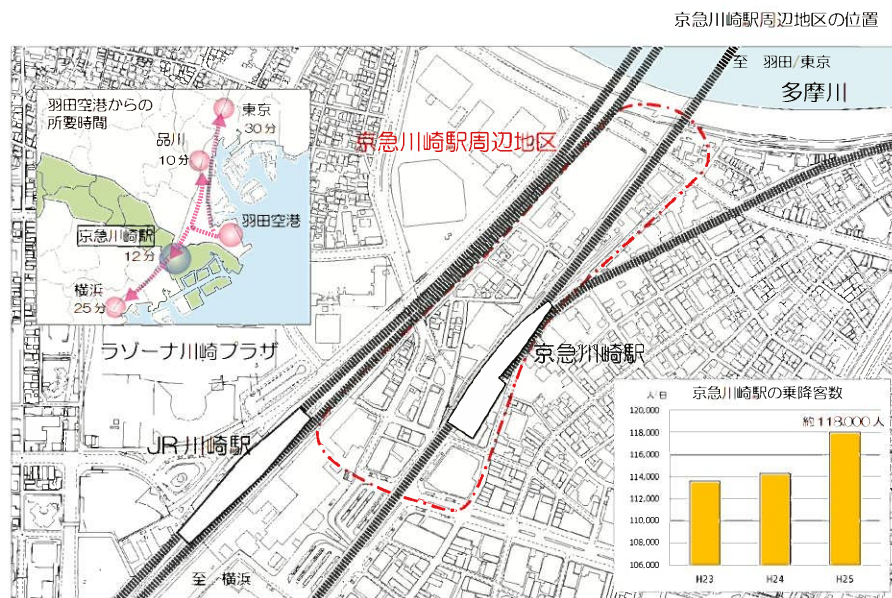 京急川崎駅周辺地区の位置
至 羽田/東京
多摩川
羽田空港からの
所要時間
東京
30分
品川
10分
羽田空港
京急川崎駅
12分
横浜
25分
京急川崎駅周辺地区
ラゾーナ川崎プラザ
京急川崎駅
JR川崎駅
至 横浜
京急川崎駅の乗降客数
人/日
約118,000人
120,000
118,000
116,000
114,000
112,000
110,000
108,000
106,000
H23
H24
H25